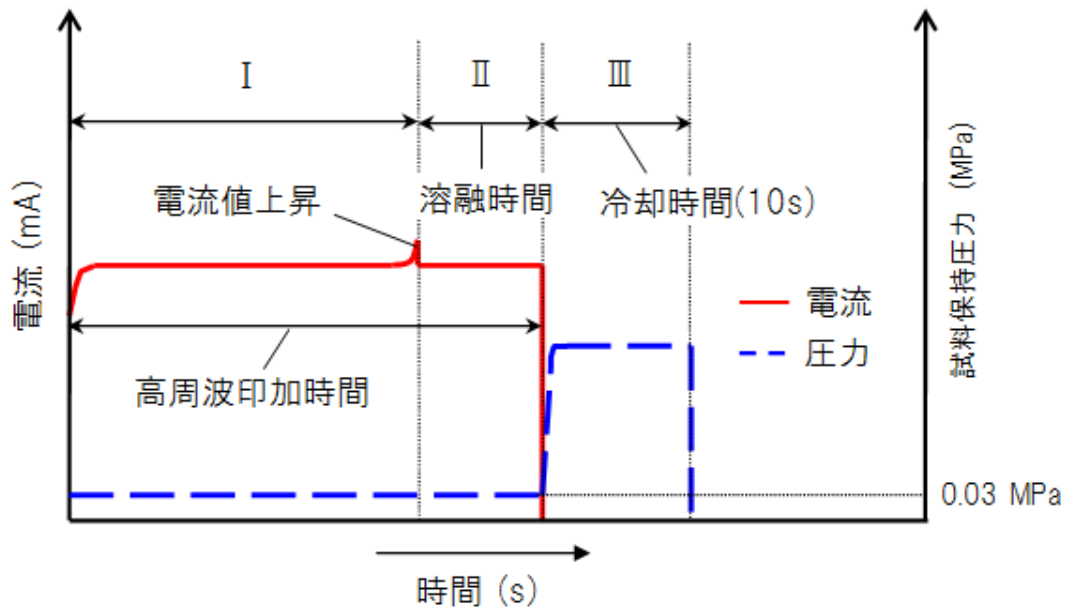 Ⅰ
Ⅱ
Ⅲ
電流値上昇
溶融時間
冷却時間(10s)
電流 (mA)
試料保持圧力 (MPa)
電流
圧力
高周波印加時間
0.03 MPa
時間 (s)